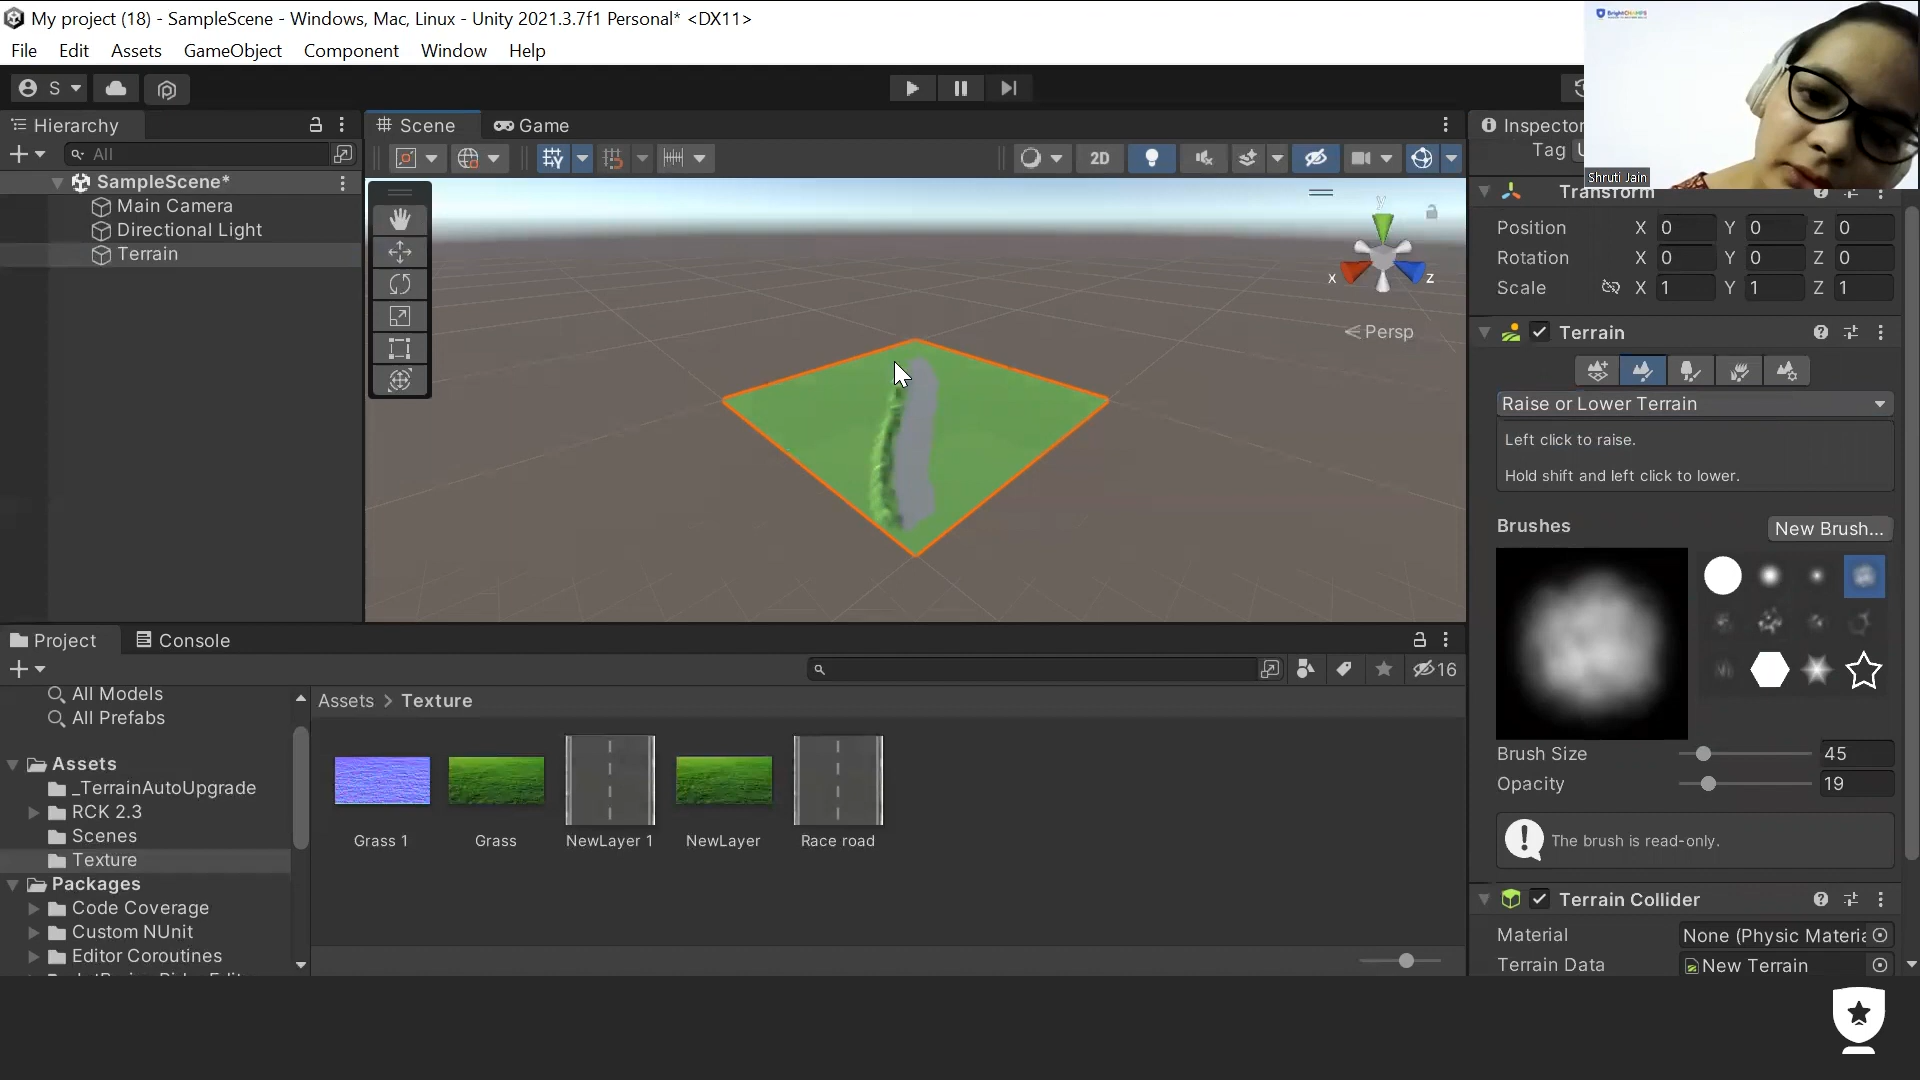 My project (18) - SampleScene - Windows, Mac, Linux - Unity 2021.3.7f1 Personal* <DX11>
File Edit Assets GameObject Component Window Help
S
BrightCHAMPS
Shruti Jain
Hierarchy
All
SampleScene*
Main Camera
Directional Light
Terrain
Scene Game
2D
y
x
z
Persp
Inspector
Tag
Transform
Position X 0 Y 0 Z 0
Rotation X 0 Y 0 Z 0
Scale X 1 Y 1 Z 1
Terrain
Raise or Lower Terrain
Left click to raise.
Hold shift and left click to lower.
Brushes New Brush...
Brush Size 45
Opacity 19
The brush is read-only.
Terrain Collider
Material None (Physic Materia
Terrain Data New Terrain
Project Console
16
All Models
All Prefabs
Assets
_TerrainAutoUpgrade
RCK 2.3
Scenes
Texture
Packages
Code Coverage
Custom NUnit
Editor Coroutines
Assets > Texture
Grass 1 Grass NewLayer 1 NewLayer Race road